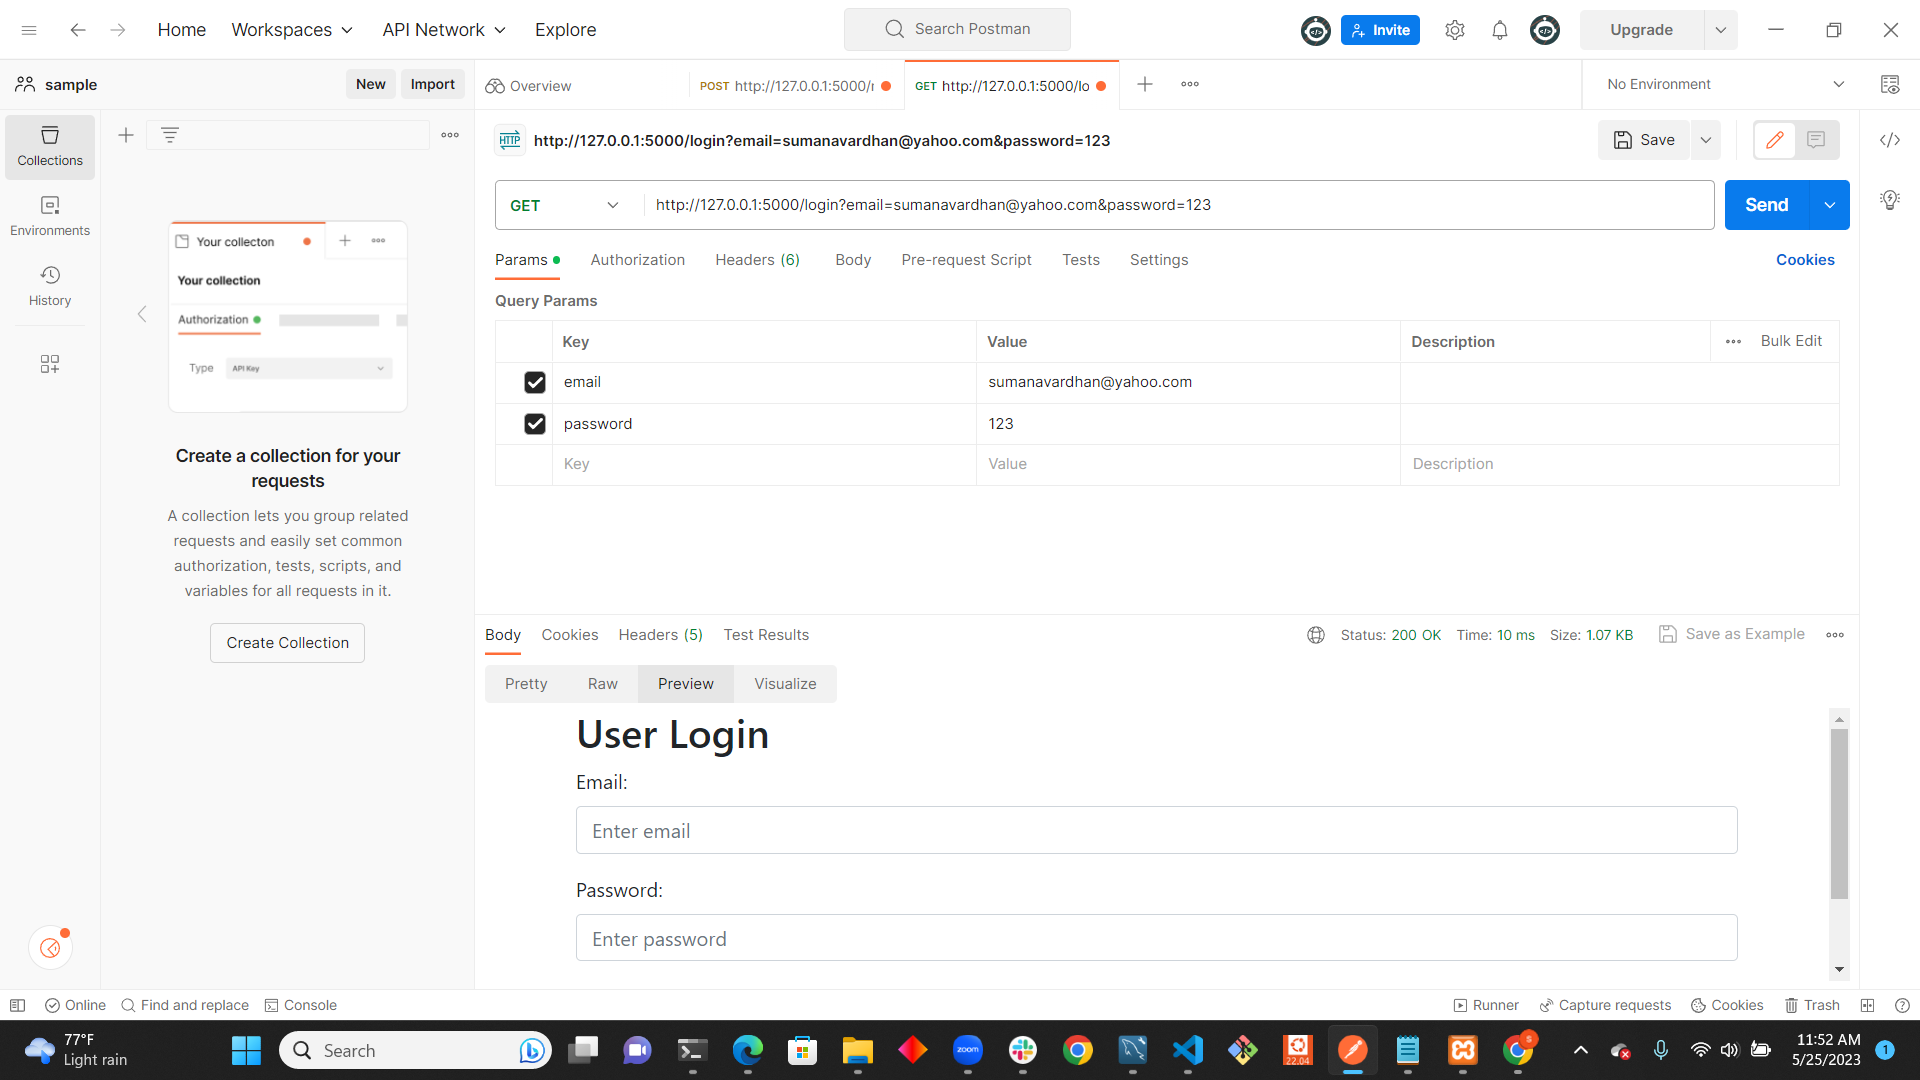 Home Workspaces API Network Explore Search Postman Invite Upgrade
sample New Import Overview POST http://127.0.0.1:5000/r GET http://127.0.0.1:5000/lo No Environment
Collections
Environments
History
Your collecton
Your collection
Authorization
Type API Key
Create a collection for your
requests
A collection lets you group related
requests and easily set common
authorization, tests, scripts, and
variables for all requests in it.
Create Collection
HTTP http://127.0.0.1:5000/login?email=sumanavardhan@yahoo.com&password=123 Save
GET http://127.0.0.1:5000/login?email=sumanavardhan@yahoo.com&password=123 Send
Params Authorization Headers (6) Body Pre-request Script Tests Settings Cookies
Query Params
Key Value Description Bulk Edit
email sumanavardhan@yahoo.com
password 123
Key Value Description
Body Cookies Headers (5) Test Results Status: 200 OK Time: 10 ms Size: 1.07 KB Save as Example
Pretty Raw Preview Visualize
User Login
Email:
Enter email
Password:
Enter password
Online Find and replace Console Runner Capture requests Cookies Trash
77°F
Light rain
Search
zoom
22.04
11:52 AM
5/25/2023
1